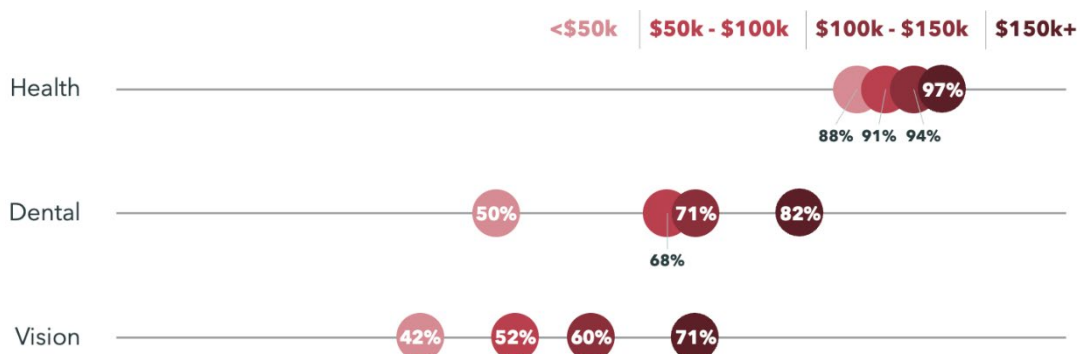 <$50k $50k - $100k $100k - $150k $150k+
Health 97%
88% 91% 94%
Dental 50% 71% 82%
68%
Vision 42% 52% 60% 71%